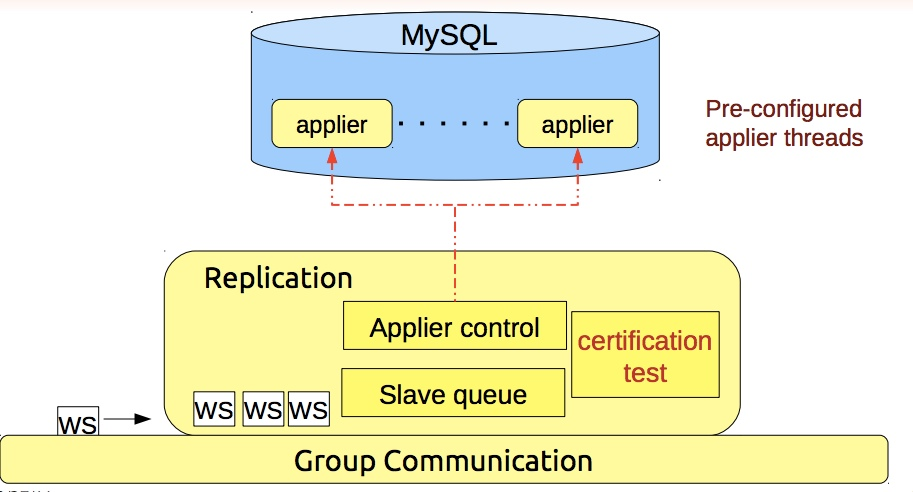 MySQL
applier
applier
Pre-configured
applier threads
Replication
Applier control
certification
test
Slave queue
WS
WS
WS
WS
Group Communication